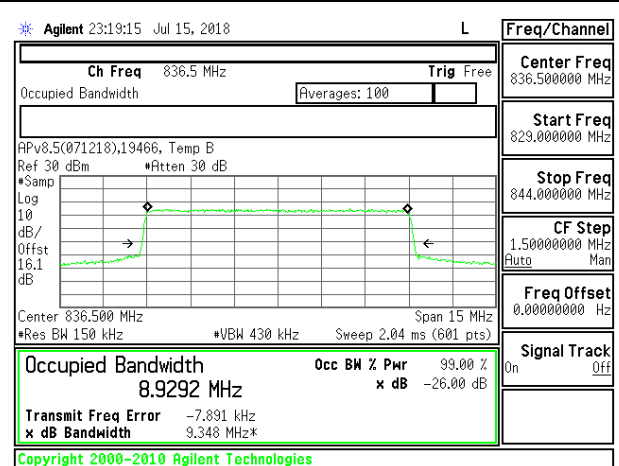 Agilent 23:19:15 Jul 15, 2018 L
Freq/Channel
Ch Freq 836.5 MHz Trig Free
Occupied Bandwidth Averages: 100
APv8.5(071218),19466, Temp B
Ref 30 dBm #Atten 30 dB
#Samp
Log
10
dB/
Offst
16.1
dB
Center 836.500 MHz Span 15 MHz
#Res BW 150 kHz #VBW 430 kHz Sweep 2.04 ms (601 pts)
Occupied Bandwidth
8.9292 MHz
Occ BW % Pwr 99.00 %
x dB -26.00 dB
Transmit Freq Error -7.891 kHz
x dB Bandwidth 9.348 MHz*
Copyright 2000-2010 Agilent Technologies
Center Freq
836.500000 MHz
Start Freq
829.000000 MHz
Stop Freq
844.000000 MHz
CF Step
1.50000000 MHz
Auto Man
Freq Offset
0.00000000 Hz
Signal Track
On Off